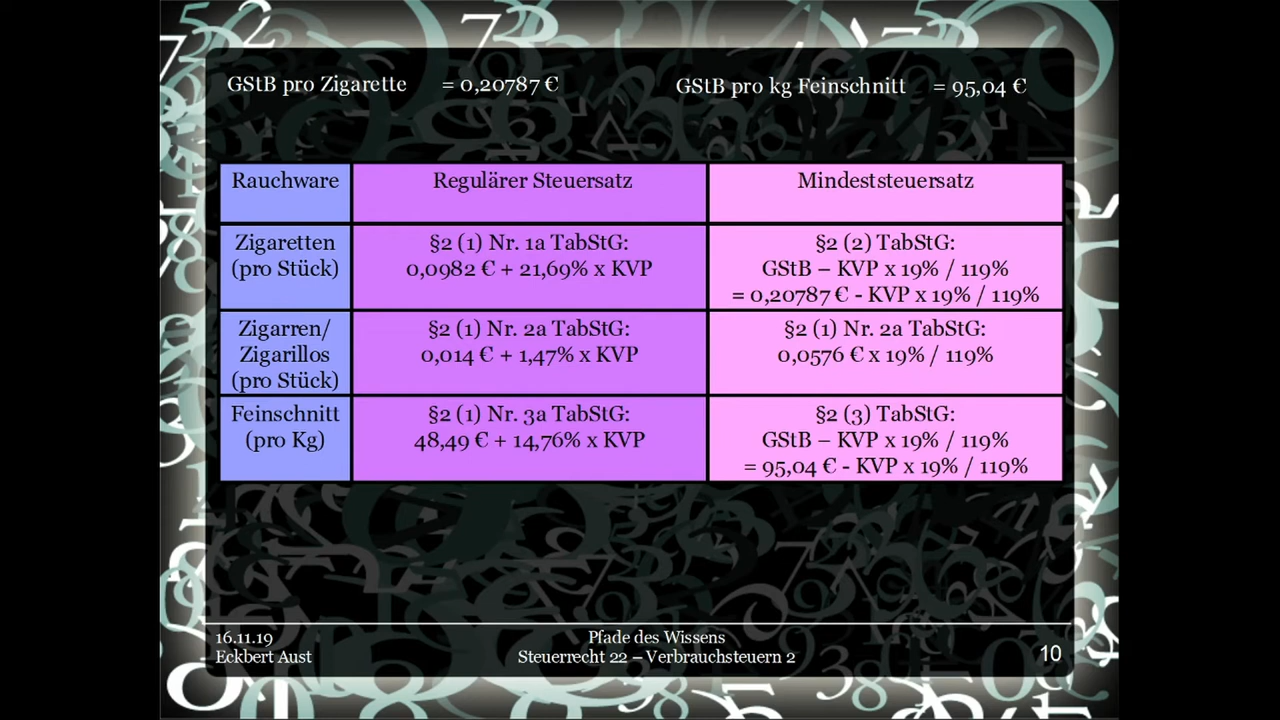 GStB pro Zigarette = 0,20787 € GStB pro kg Feinschnitt = 95,04 €
Rauchware Regulärer Steuersatz Mindeststeuersatz
Zigaretten
(pro Stück)
§2 (1) Nr. 1a TabStG:
0,0982 € + 21,69% x KVP
§2 (2) TabStG:
GStB – KVP x 19% / 119%
= 0,20787 € - KVP x 19% / 119%
Zigarren/
Zigarillos
(pro Stück)
§2 (1) Nr. 2a TabStG:
0,014 € + 1,47% x KVP
§2 (1) Nr. 2a TabStG:
0,0576 € x 19% / 119%
Feinschnitt
(pro Kg)
§2 (1) Nr. 3a TabStG:
48,49 € + 14,76% x KVP
§2 (3) TabStG:
GStB – KVP x 19% / 119%
= 95,04 € - KVP x 19% / 119%
16.11.19
Eckbert Aust
Pfade des Wissens
Steuerrecht 22 – Verbrauchsteuern 2
10